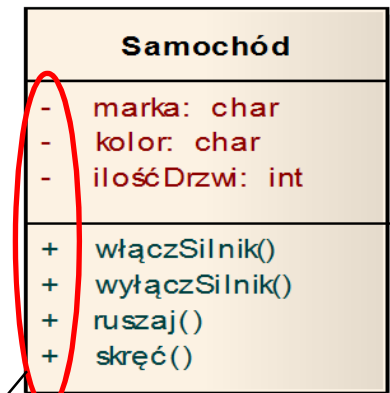 Samochód
- marka: char
- kolor: char
- ilośćDrzwi: int
+ włączSilnik()
+ wyłączSilnik()
+ ruszaj()
+ skręć()